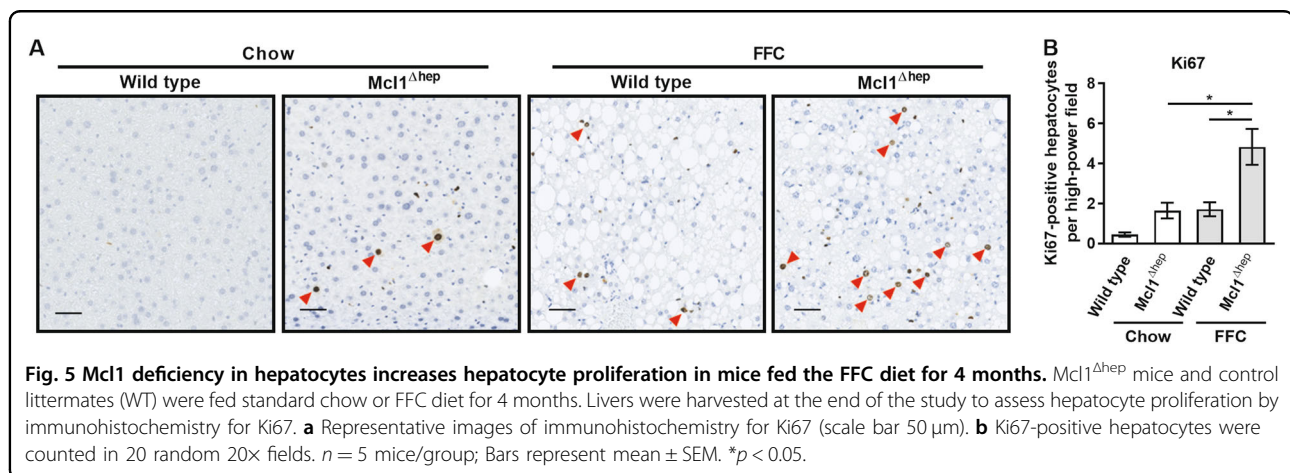 A
Chow
FFC
Wild type
Mcl1Δhep
Wild type
Mcl1Δhep
B
Ki67
Ki67-positive hepatocytes
per high-power field
8
6
4
2
0
*
*
Wild type
Mcl1Δhep
Wild type
Mcl1Δhep
Chow
FFC
Fig. 5 Mcl1 deficiency in hepatocytes increases hepatocyte proliferation in mice fed the FFC diet for 4 months. Mcl1Δhep mice and control
littermates (WT) were fed standard chow or FFC diet for 4 months. Livers were harvested at the end of the study to assess hepatocyte proliferation by
immunohistochemistry for Ki67. a Representative images of immunohistochemistry for Ki67 (scale bar 50 μm). b Ki67-positive hepatocytes were
counted in 20 random 20× fields. n = 5 mice/group; Bars represent mean ± SEM. *p < 0.05.